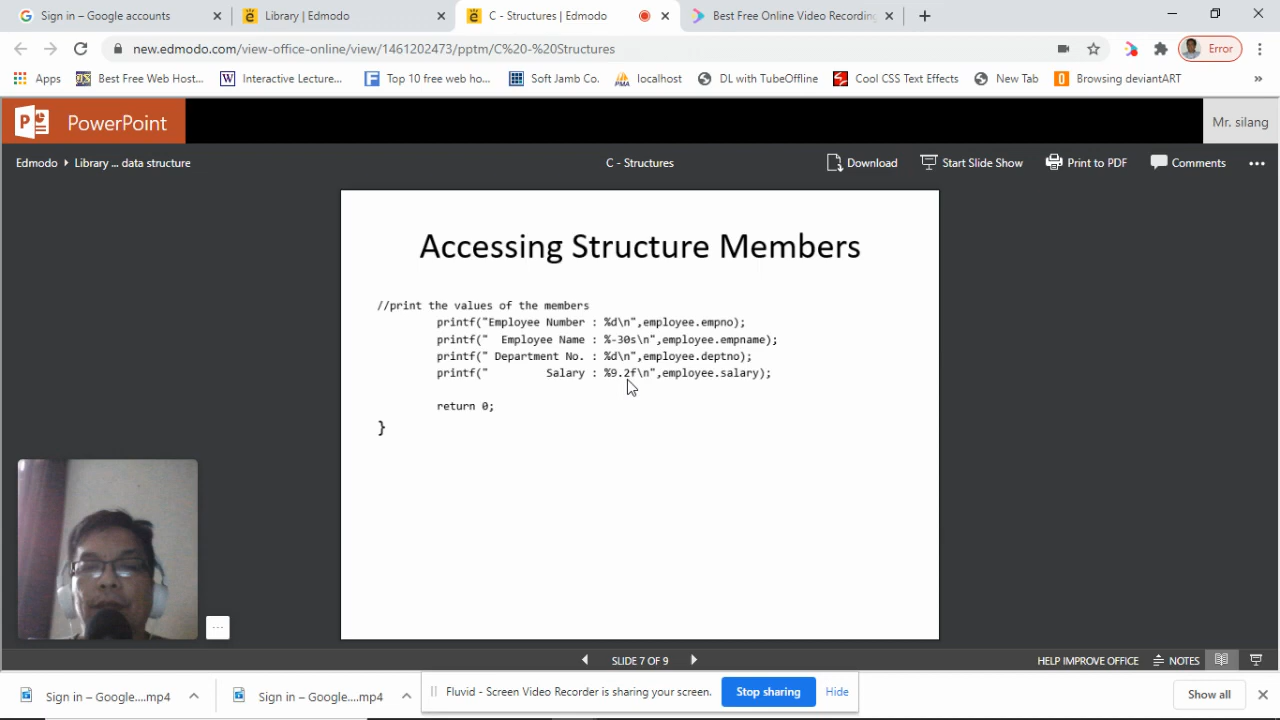 Sign in – Google accounts
Library | Edmodo
C - Structures | Edmodo
Best Free Online Video Recording
new.edmodo.com/view-office-online/view/1461202473/pptm/C%20-%20Structures
Error
Apps
Best Free Web Host...
Interactive Lecture...
Top 10 free web ho...
Soft Jamb Co.
localhost
DL with TubeOffline
Cool CSS Text Effects
New Tab
Browsing deviantART
»
PowerPoint
Mr. silang
Edmodo
Library ... data structure
C - Structures
Download
Start Slide Show
Print to PDF
Comments
Accessing Structure Members
//print the values of the members
printf("Employee Number : %d\n",employee.empno);
printf("  Employee Name : %-30s\n",employee.empname);
printf(" Department No. : %d\n",employee.deptno);
printf("         Salary : %9.2f\n",employee.salary);
return 0;
}
SLIDE 7 OF 9
HELP IMPROVE OFFICE
NOTES
Sign in – Google....mp4
Sign in – Google....mp4
Fluvid - Screen Video Recorder is sharing your screen.
Stop sharing
Hide
Show all